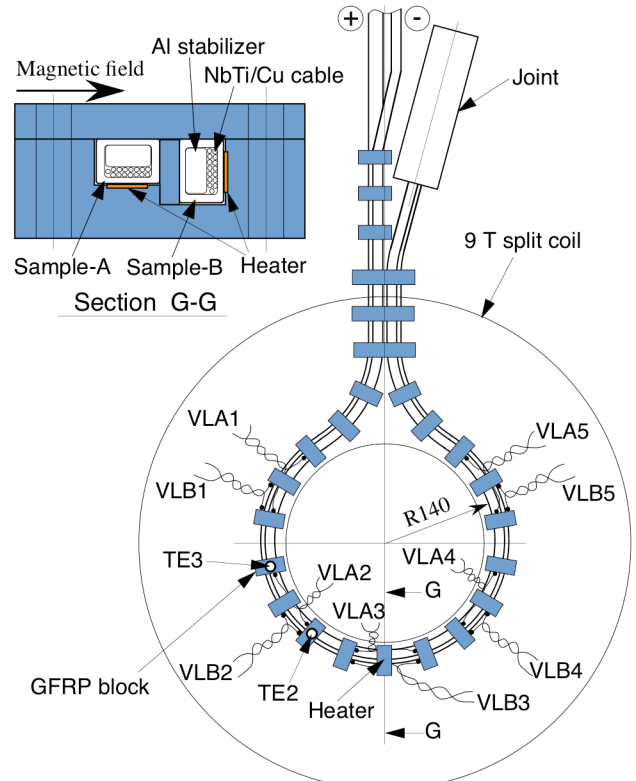 +
-
Al stabilizer
NbTi/Cu cable
Magnetic field
Joint
9 T split coil
Sample-A
Sample-B
Heater
Section G-G
VLA1
VLA5
VLB1
VLB5
R140
TE3
VLA2
VLA4
G
VLA3
GFRP block
VLB2
TE2
Heater
VLB3
VLB4
G